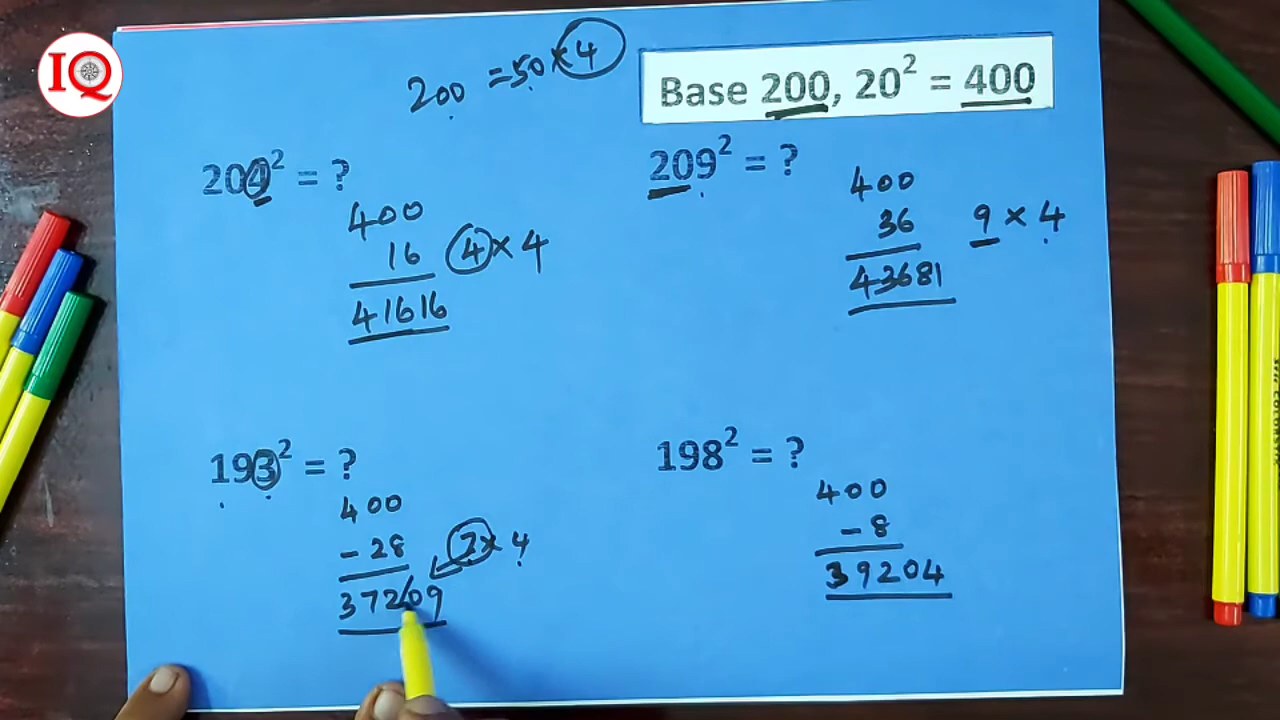 IQ
200 = 50 × 4
Base 200, 20² = 400
204² = ?
400
16 4 × 4
41616
209² = ?
400
36 9 × 4
43681
193² = ?
400
- 28 7 × 4
37209
198² = ?
400
- 8
39204